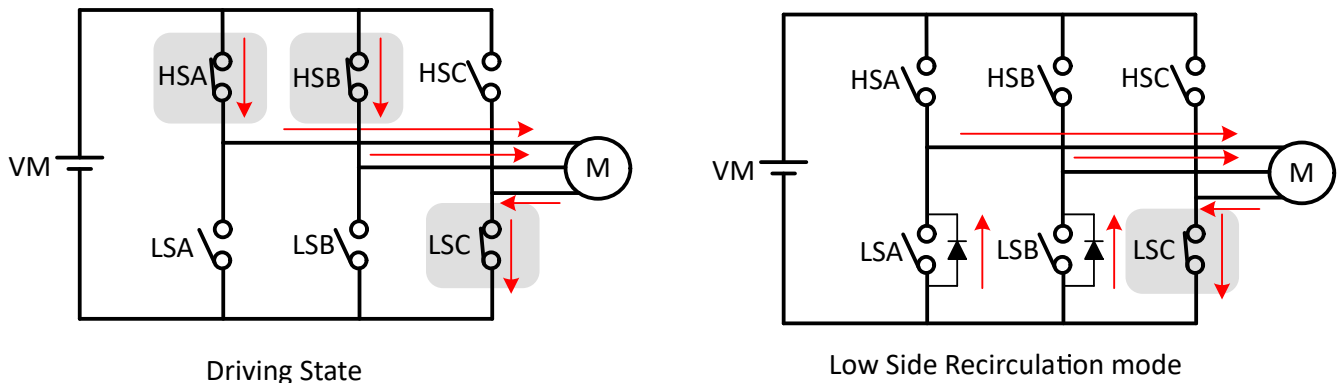 HSA
HSB
HSC
VM
M
LSA
LSB
LSC
Driving State
HSA
HSB
HSC
VM
M
LSA
LSB
LSC
Low Side Recirculation mode